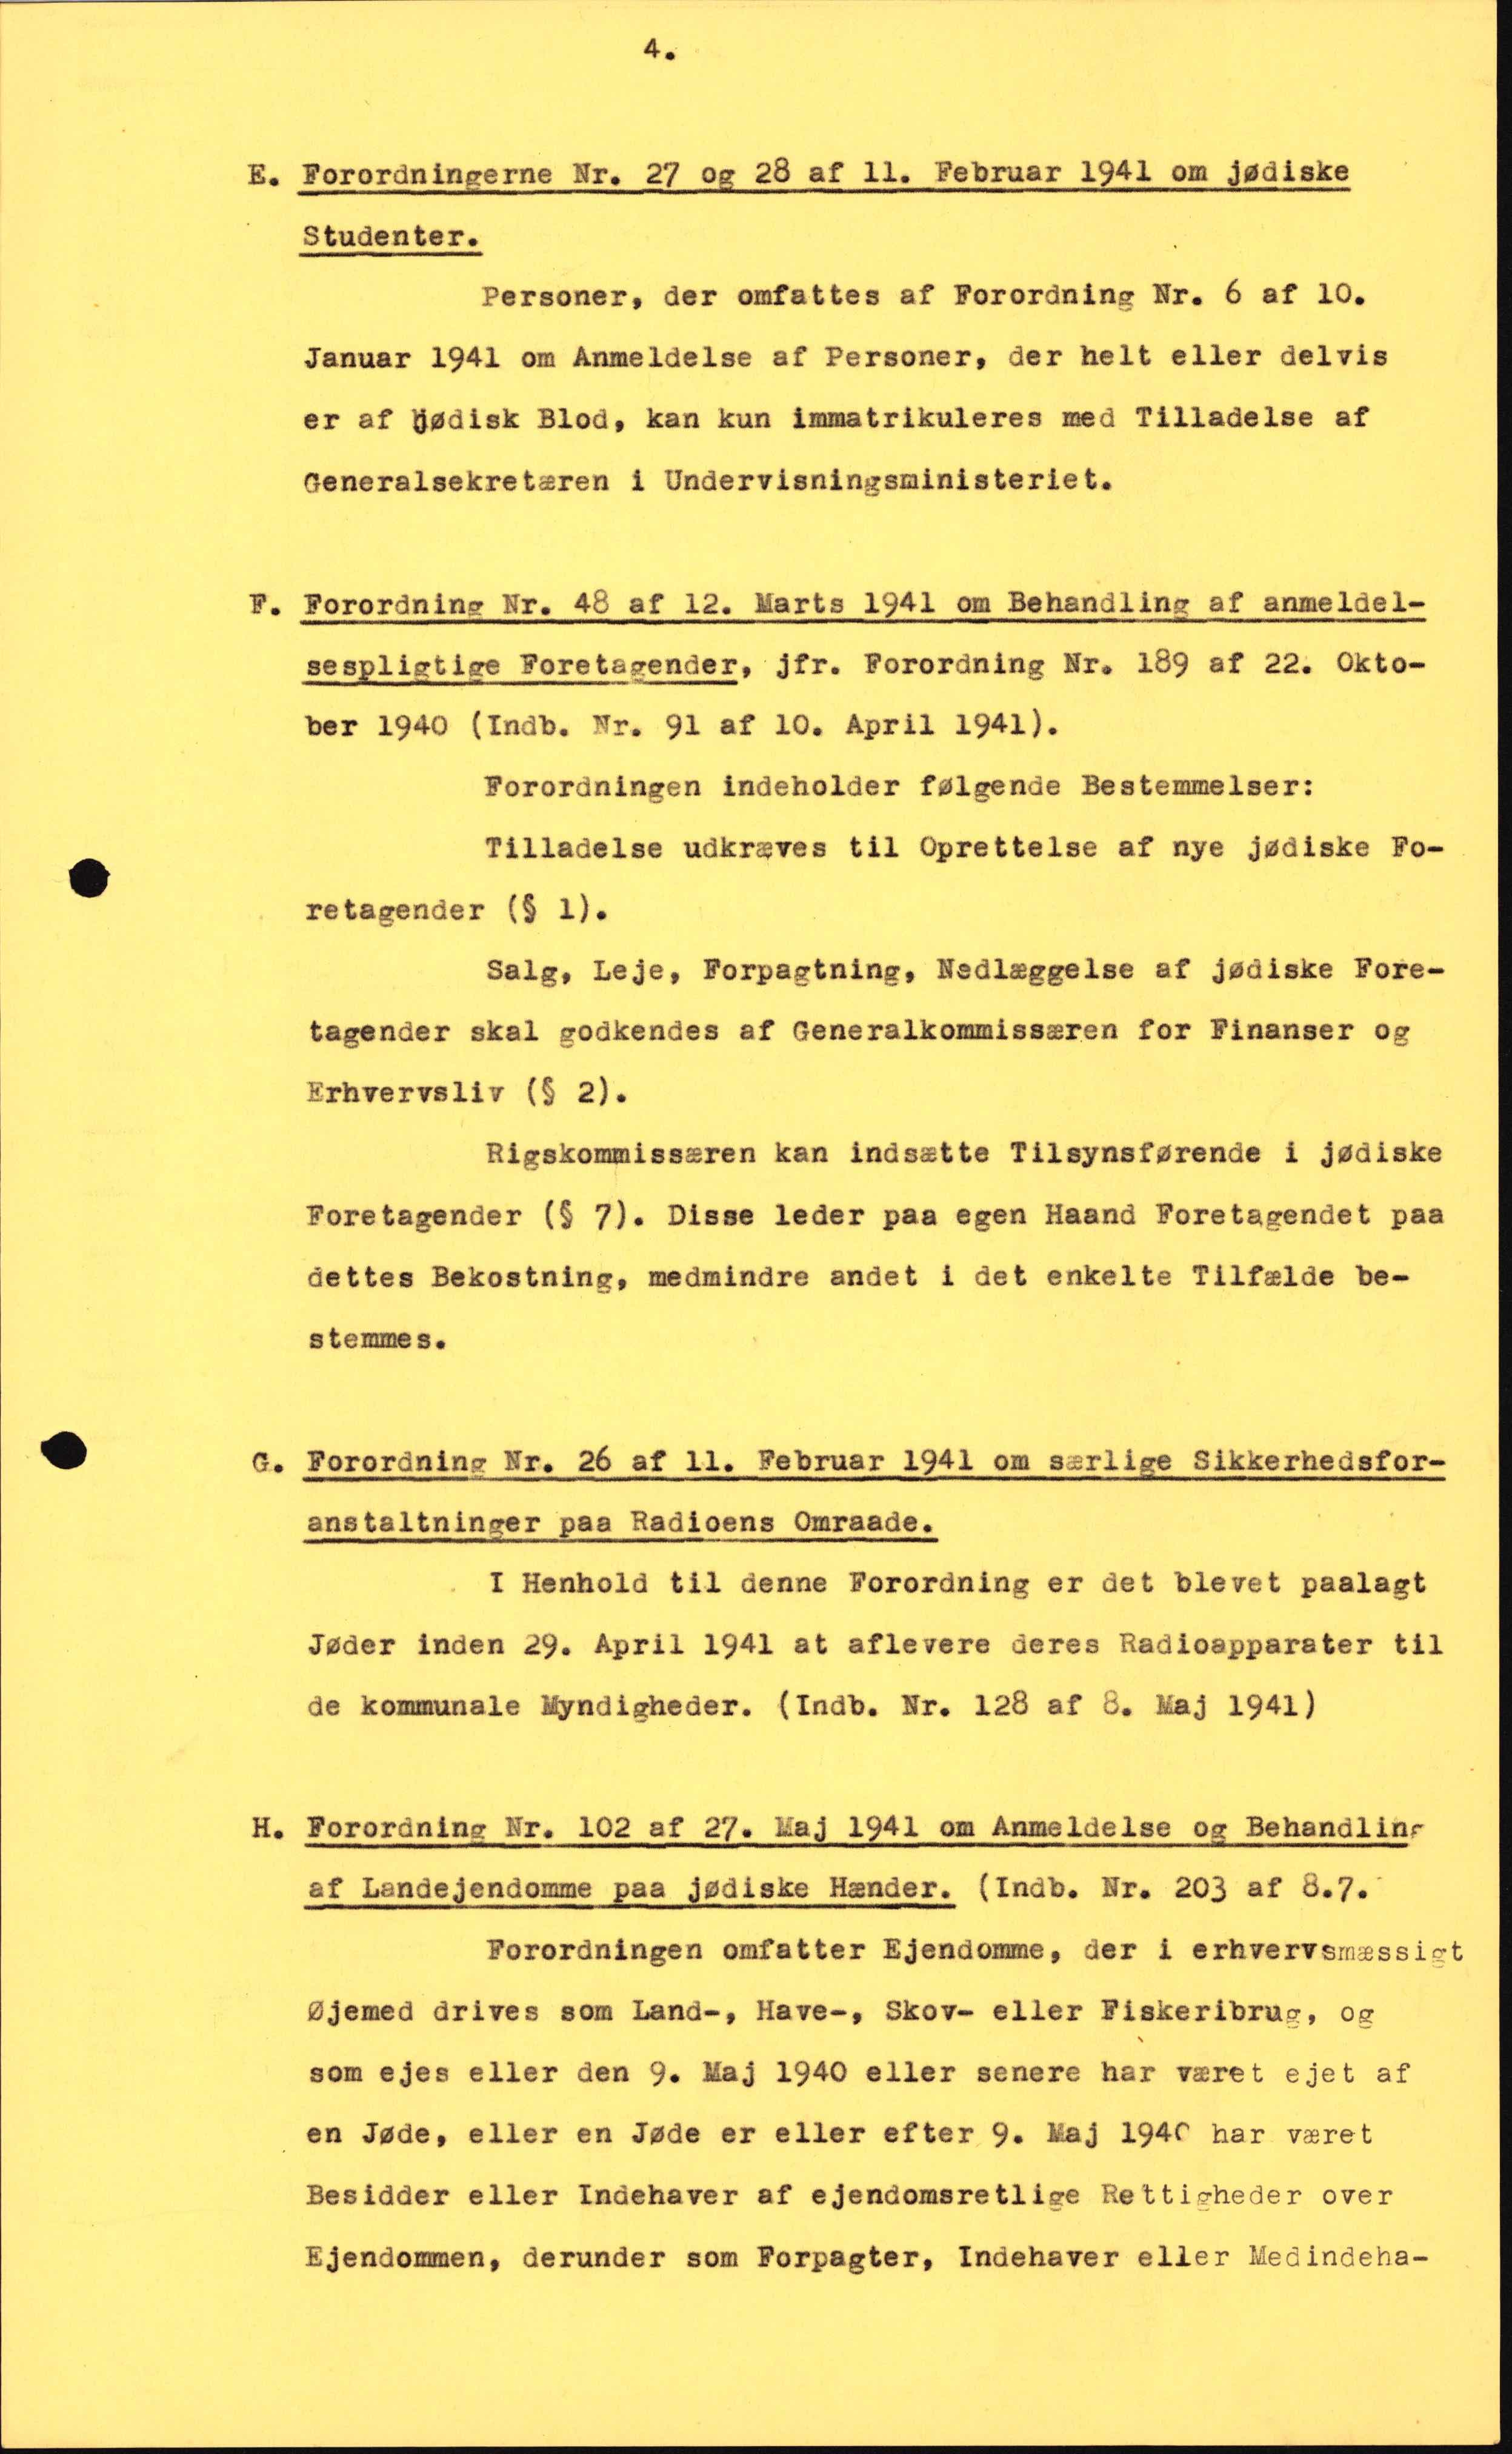 4.
E. Forordningerne Nr. 27 og 28 af 11. Februar 1941 om jødiske
Studenter.
Personer, der omfattes af Forordning Nr. 6 af 10.
Januar 1941 om Anmeldelse af Personer, der helt eller delvis
er af jødisk Blod, kan kun immatrikuleres med Tilladelse af
Generalsekretæren i Undervisningsministeriet.
F. Forordning Nr. 48 af 12. Marts 1941 om Behandling af anmeldel-
sespligtige Foretagender, jfr. Forordning Nr. 189 af 22. Okto-
ber 1940 (Indb. Nr. 91 af 10. April 1941).
Forordningen indeholder følgende Bestemmelser:
Tilladelse udkræves til Oprettelse af nye jødiske Fo-
retagender (§ 1).
Salg, Leje, Forpagtning, Nedlæggelse af jødiske Fore-
tagender skal godkendes af Generalkommissæren for Finanser og
Erhvervsliv (§ 2).
Rigskommissæren kan indsætte Tilsynsførende i jødiske
Foretagender (§ 7). Disse leder paa egen Haand Foretagendet paa
dettes Bekostning, medmindre andet i det enkelte Tilfælde be-
stemmes.
G. Forordning Nr. 26 af 11. Februar 1941 om særlige Sikkerhedsfor-
anstaltninger paa Radioens Omraade.
I Henhold til denne Forordning er det blevet paalagt
Jøder inden 29. April 1941 at aflevere deres Radioapparater til
de kommunale Myndigheder. (Indb. Nr. 128 af 8. Maj 1941)
H. Forordning Nr. 102 af 27. Maj 1941 om Anmeldelse og Behandling
af Landejendomme paa jødiske Hænder. (Indb. Nr. 203 af 8.7.
Forordningen omfatter Ejendomme, der i erhvervsmæssigt
Øjemed drives som Land-, Have-, Skov- eller Fiskeribrug, og
som ejes eller den 9. Maj 1940 eller senere har været ejet af
en Jøde, eller en Jøde er eller efter 9. Maj 1940 har været
Besidder eller Indehaver af ejendomsretlige Rettigheder over
Ejendommen, derunder som Forpagter, Indehaver eller Medindeha-